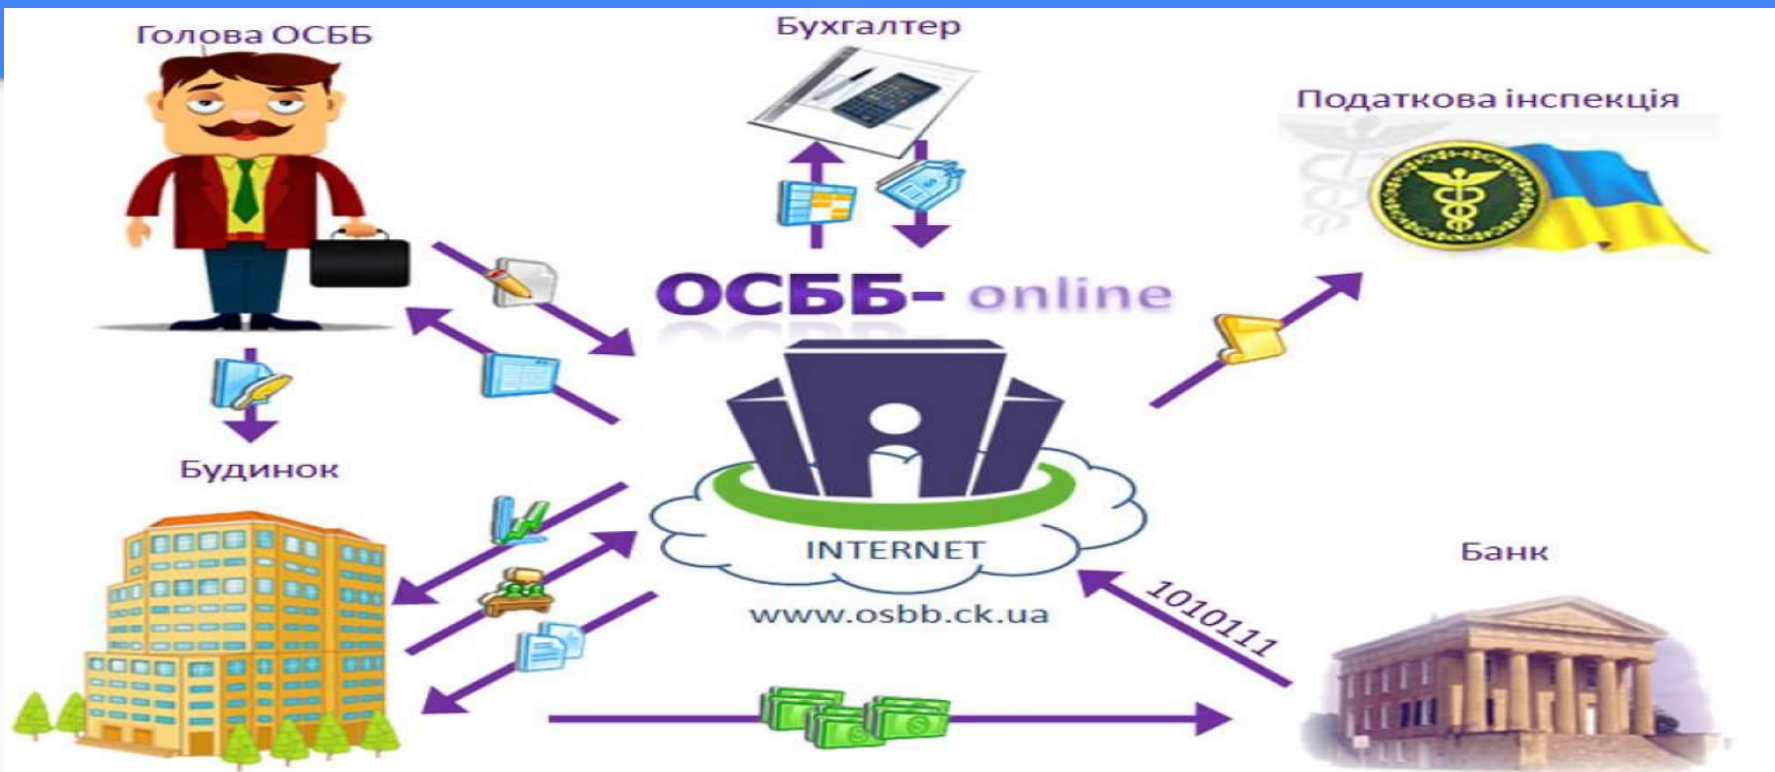 Голова ОСББ
Бухгалтер
Податкова інспекція
ОСББ- online
Будинок
INTERNET
www.osbb.ck.ua
Банк
1010111